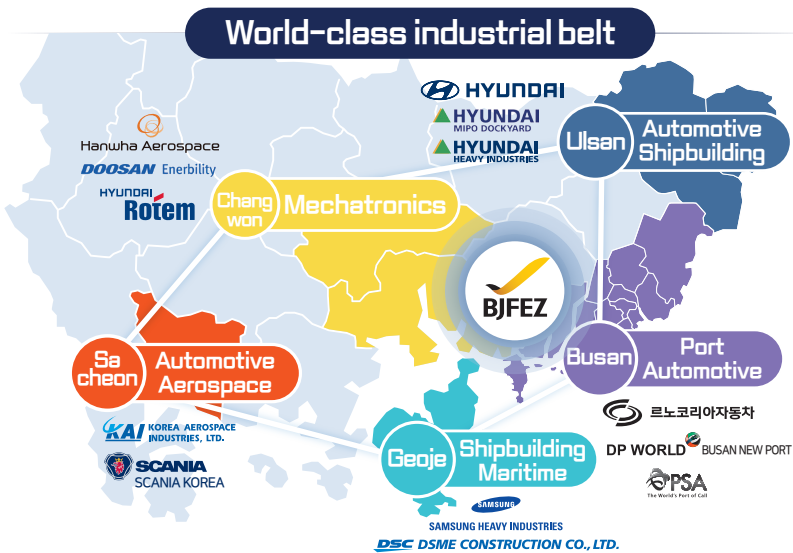 World-class industrial belt
HYUNDAI
HYUNDAI
MIPO DOCKYARD
HYUNDAI
HEAVY INDUSTRIES
Ulsan
Automotive
Shipbuilding
Hanwha Aerospace
DOOSAN Enerbility
HYUNDAI
Rotem
Chang
won
Mechatronics
BJFEZ
Sa
cheon
Automotive
Aerospace
Busan
Port
Automotive
KAI KOREA AEROSPACE
INDUSTRIES, LTD.
SCANIA
SCANIA KOREA
Geoje
Shipbuilding
Maritime
르노코리아자동차
DP WORLD BUSAN NEW PORT
PSA
The World's Port of Call
SAMSUNG
SAMSUNG HEAVY INDUSTRIES
DSC DSME CONSTRUCTION CO., LTD.